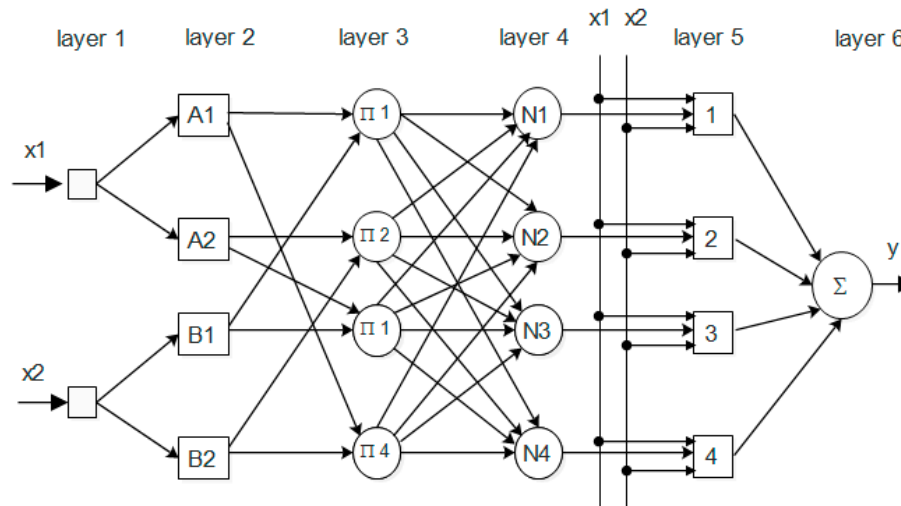 x1 x2
layer 1 layer 2 layer 3 layer 4 layer 5 layer 6
A1 Π 1 N1 1
x1
A2 Π 2 N2 2
y
Σ
B1 Π 1 N3 3
x2
B2 Π 4 N4 4